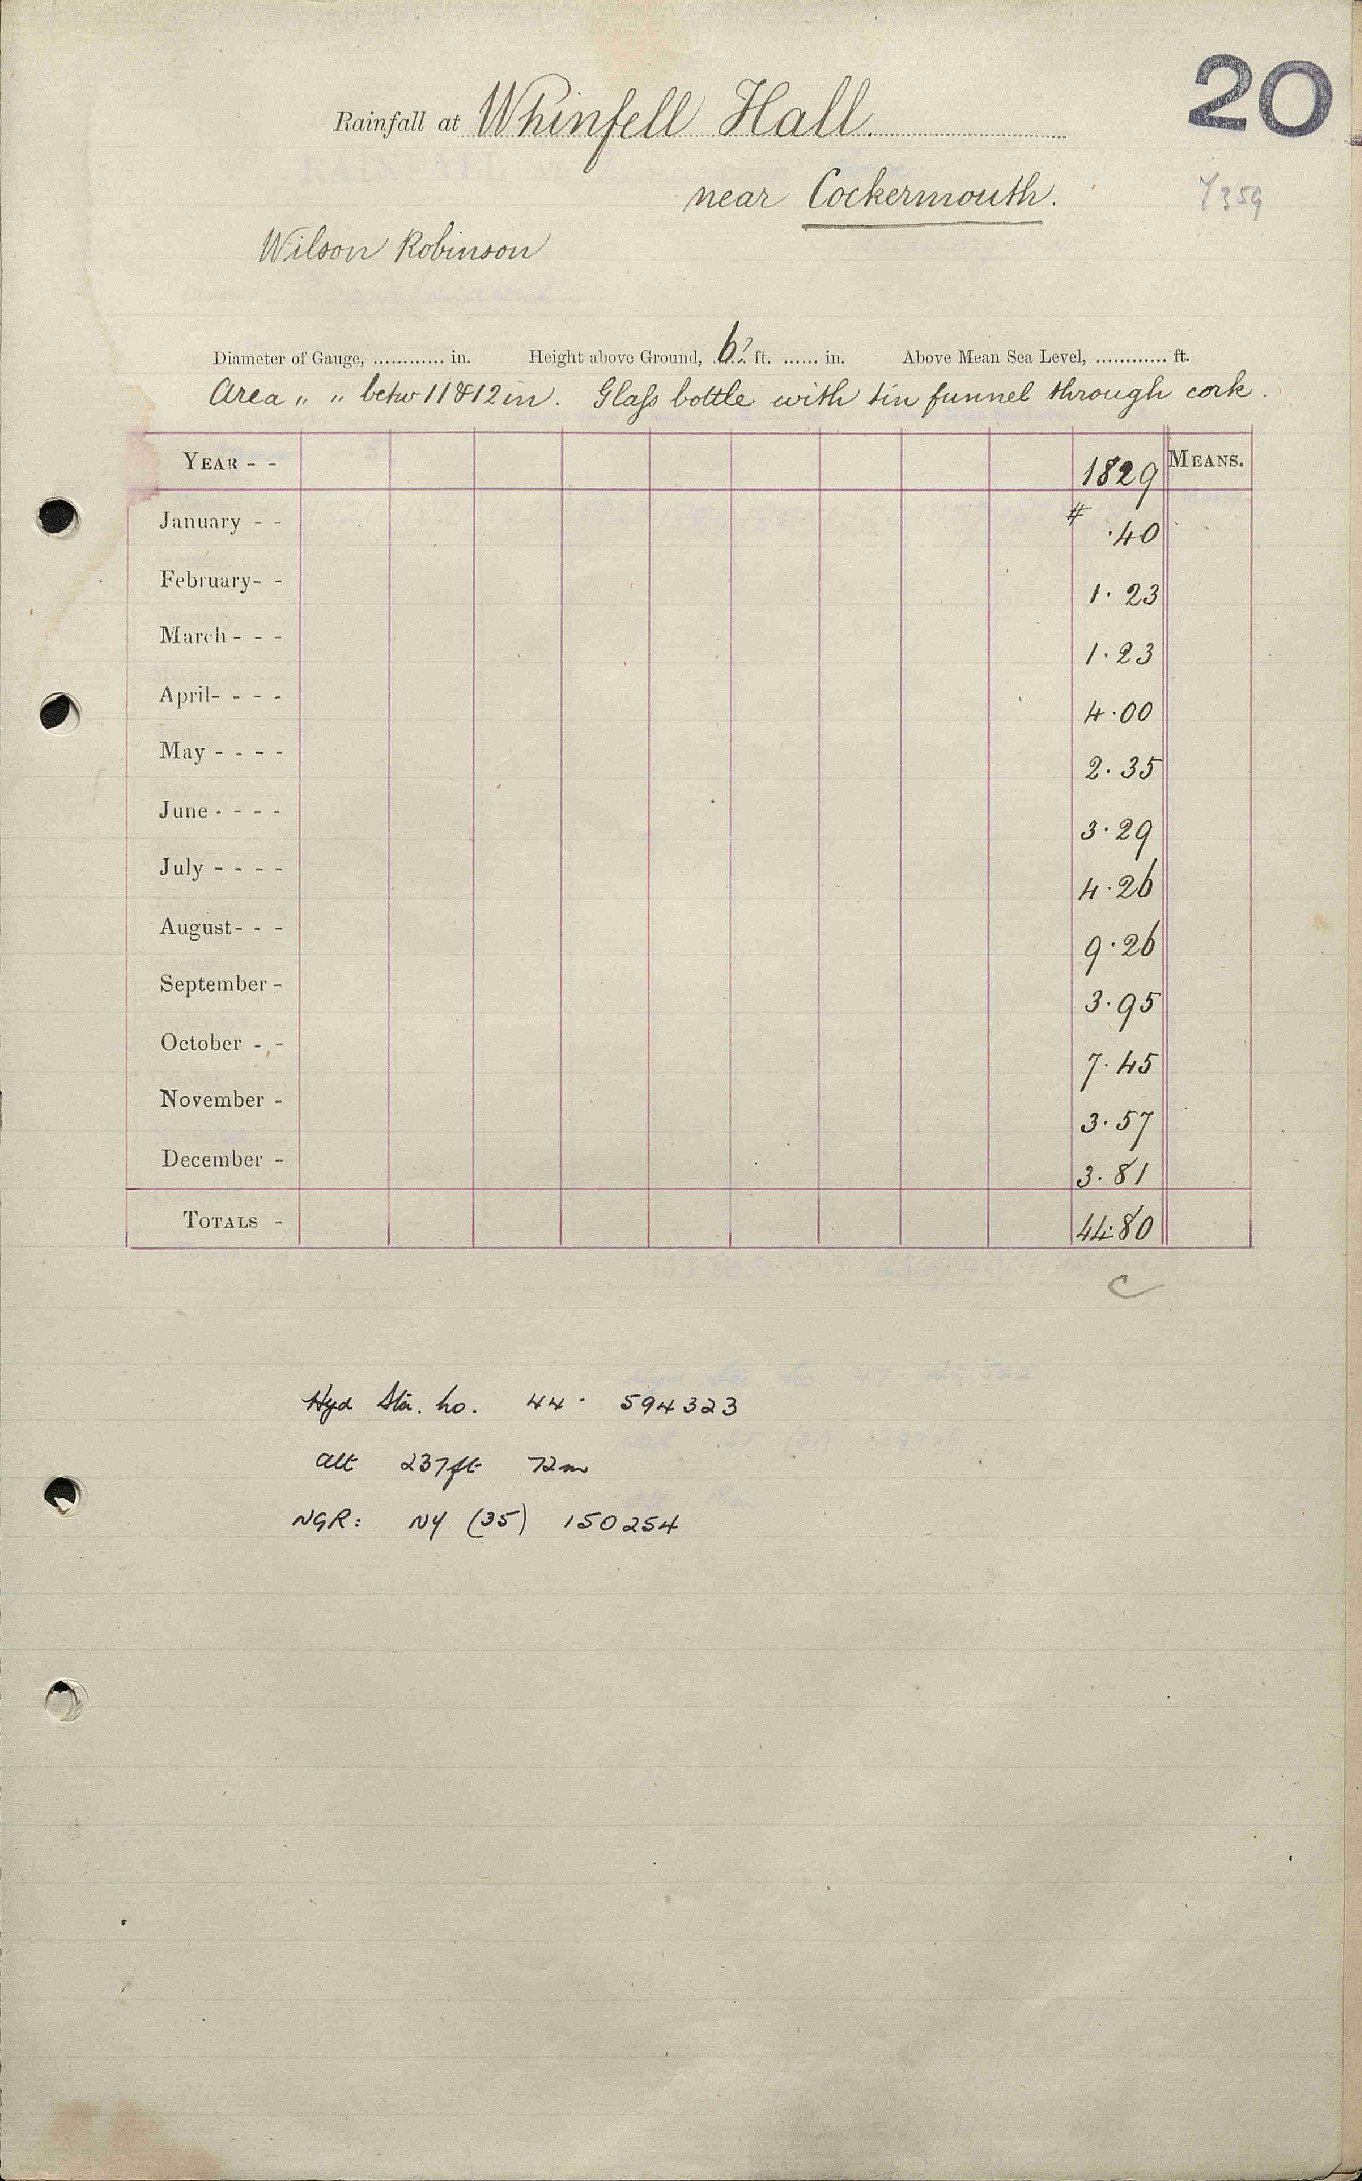 20
Rainfall at Whinfell Hall.
near Cockermouth.
7359
Wilson Robinson
Diameter of Gauge, ............ in. Height above Ground, 6? ft. ...... in. Above Mean Sea Level, ............ ft.
Area " " betw 11 & 12 in. Glass bottle with tin funnel through cork.
YEAR - - 1829 MEANS.
January - - # .40
February - - 1.23
March - - - 1.23
April - - - - 4.00
May - - - - 2.35
June - - - - 3.29
July - - - - 4.26
August - - - 9.26
September - 3.95
October - - 7.45
November - 3.57
December - 3.81
TOTALS - 44.80
C
Hyd Stn. no. 44. 594323
alt 237ft 72m
NGR: NY (35) 150254